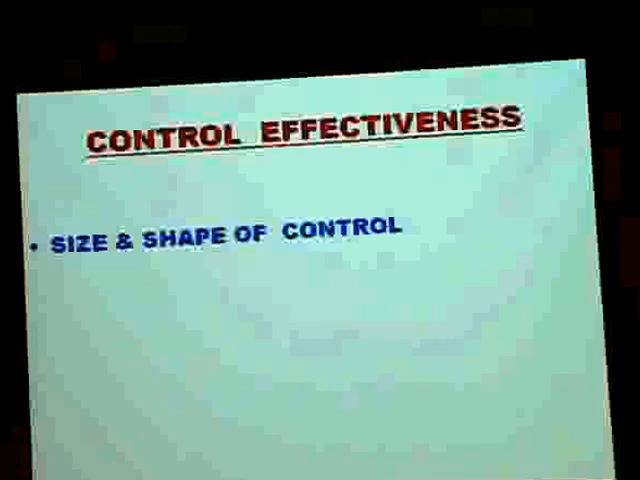 CONTROL EFFECTIVENESS
• SIZE & SHAPE OF CONTROL